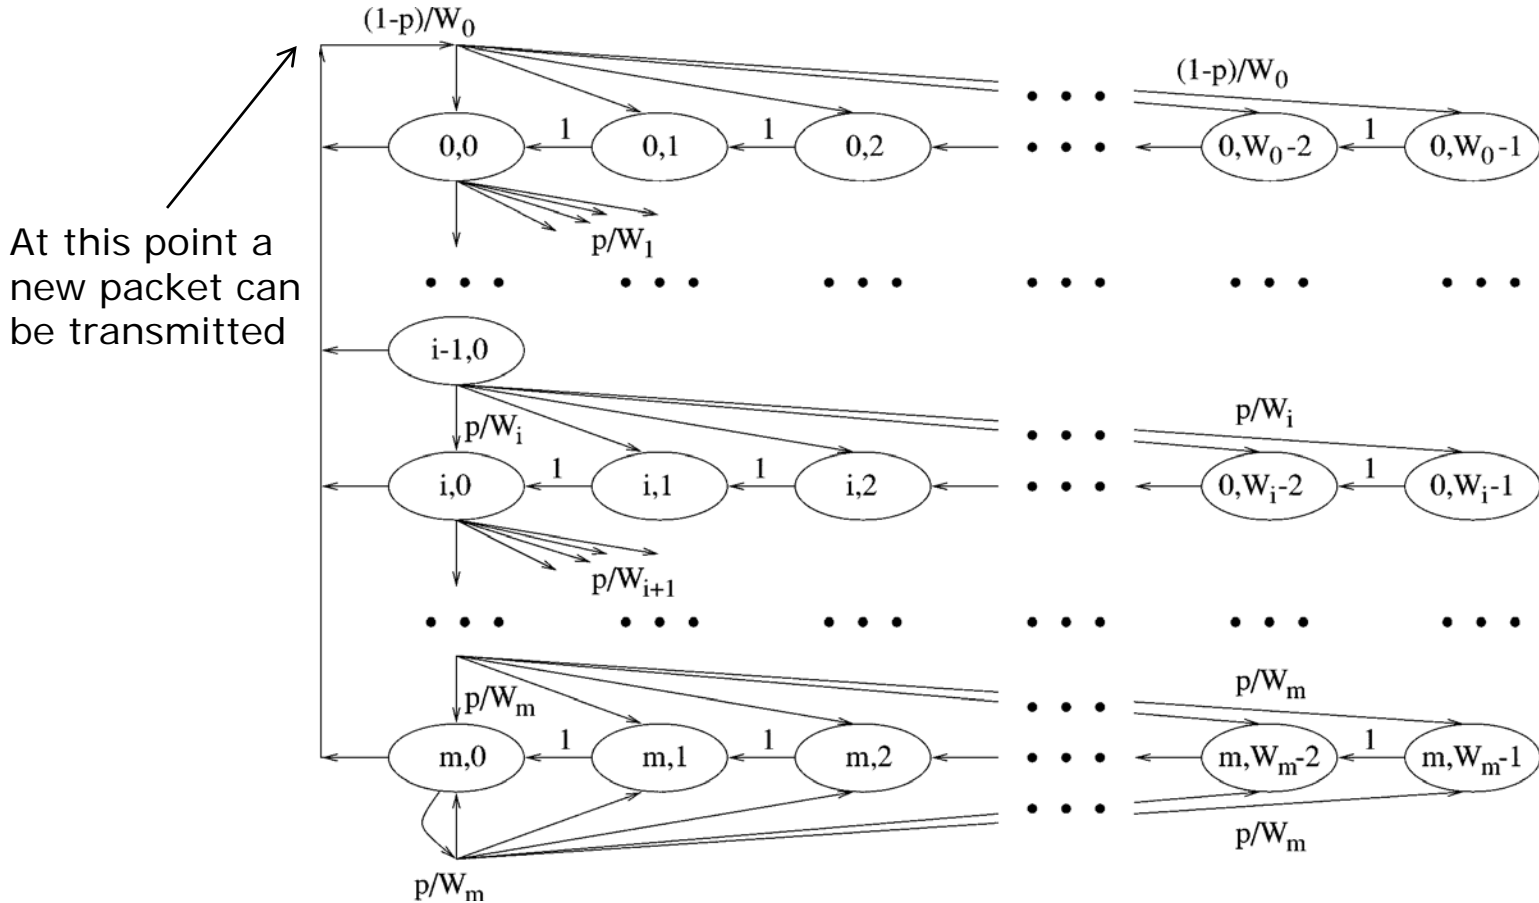 (1-p)/W₀
(1-p)/W₀
0,0
1
0,1
1
0,2
0,W₀-2
1
0,W₀-1
p/W₁
At this point a
new packet can
be transmitted
i-1,0
p/Wᵢ
p/Wᵢ
i,0
1
i,1
1
i,2
0,Wᵢ-2
1
0,Wᵢ-1
p/Wᵢ₊₁
p/Wₘ
p/Wₘ
m,0
1
m,1
1
m,2
m,Wₘ-2
1
m,Wₘ-1
p/Wₘ
p/Wₘ